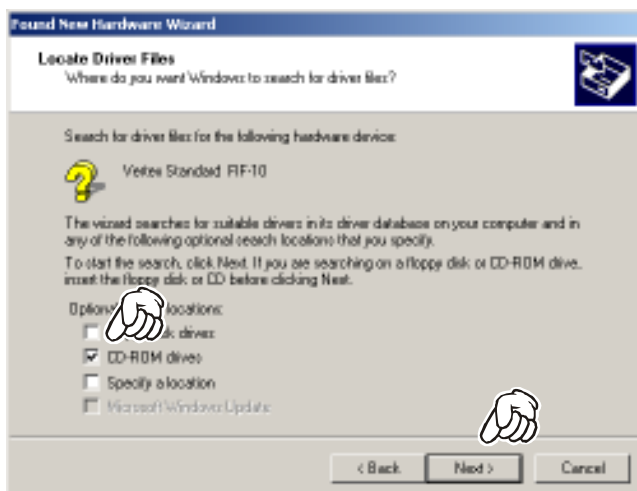 Found New Hardware Wizard
Locate Driver Files
Where do you want Windows to search for driver files?
Search for driver files for the following hardware device:
Vertex Standard FIF-10
The wizard searches for suitable drivers in its driver database on your computer and in
any of the following optional search locations that you specify.
To start the search, click Next. If you are searching on a floppy disk or CD-ROM drive,
insert the floppy disk or CD before clicking Next.
Optional locations:
drives
CD-ROM drives
Specify a location
Microsoft Windows Update
< Back
Next >
Cancel